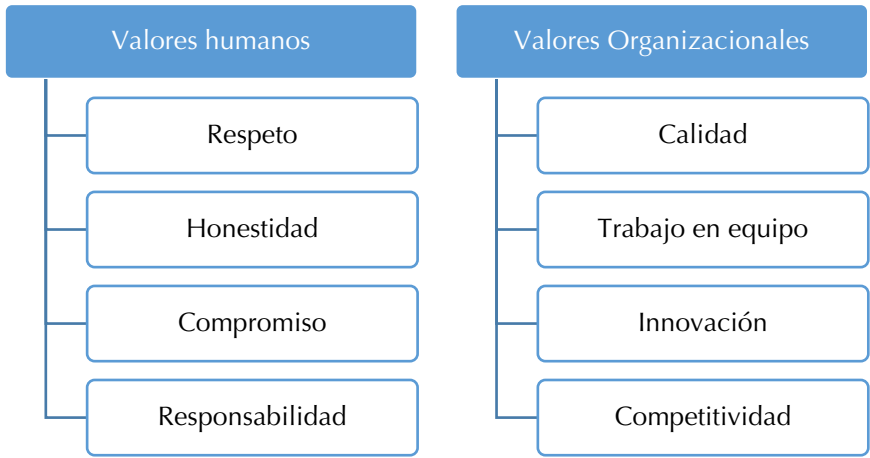 Valores humanos
Respeto
Honestidad
Compromiso
Responsabilidad
Valores Organizacionales
Calidad
Trabajo en equipo
Innovación
Competitividad